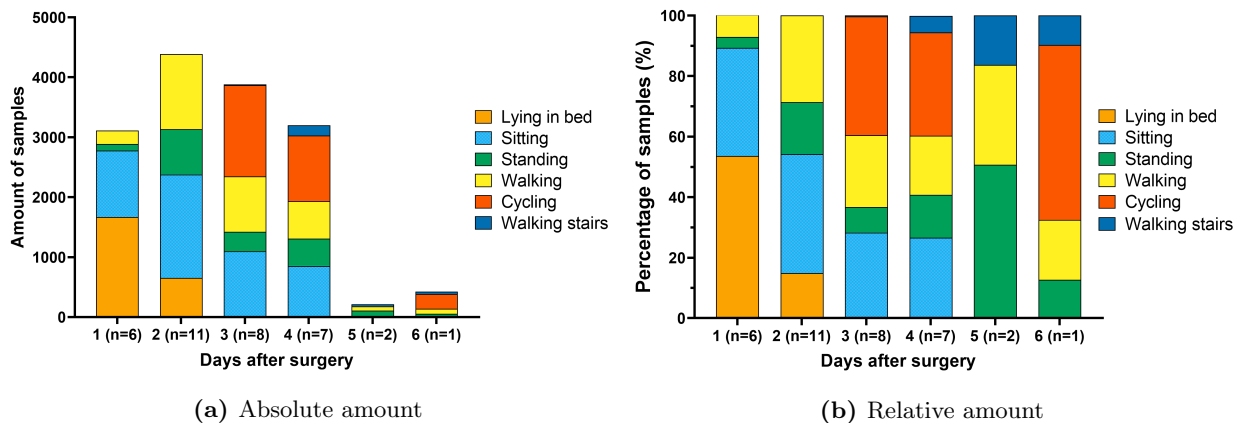 5000
4000
3000
2000
1000
0
Amount of samples
1 (n=6) 2 (n=11) 3 (n=8) 4 (n=7) 5 (n=2) 6 (n=1)
Days after surgery
Lying in bed
Sitting
Standing
Walking
Cycling
Walking stairs
(a) Absolute amount
100
80
60
40
20
0
Percentage of samples (%)
1 (n=6) 2 (n=11) 3 (n=8) 4 (n=7) 5 (n=2) 6 (n=1)
Days after surgery
Lying in bed
Sitting
Standing
Walking
Cycling
Walking stairs
(b) Relative amount